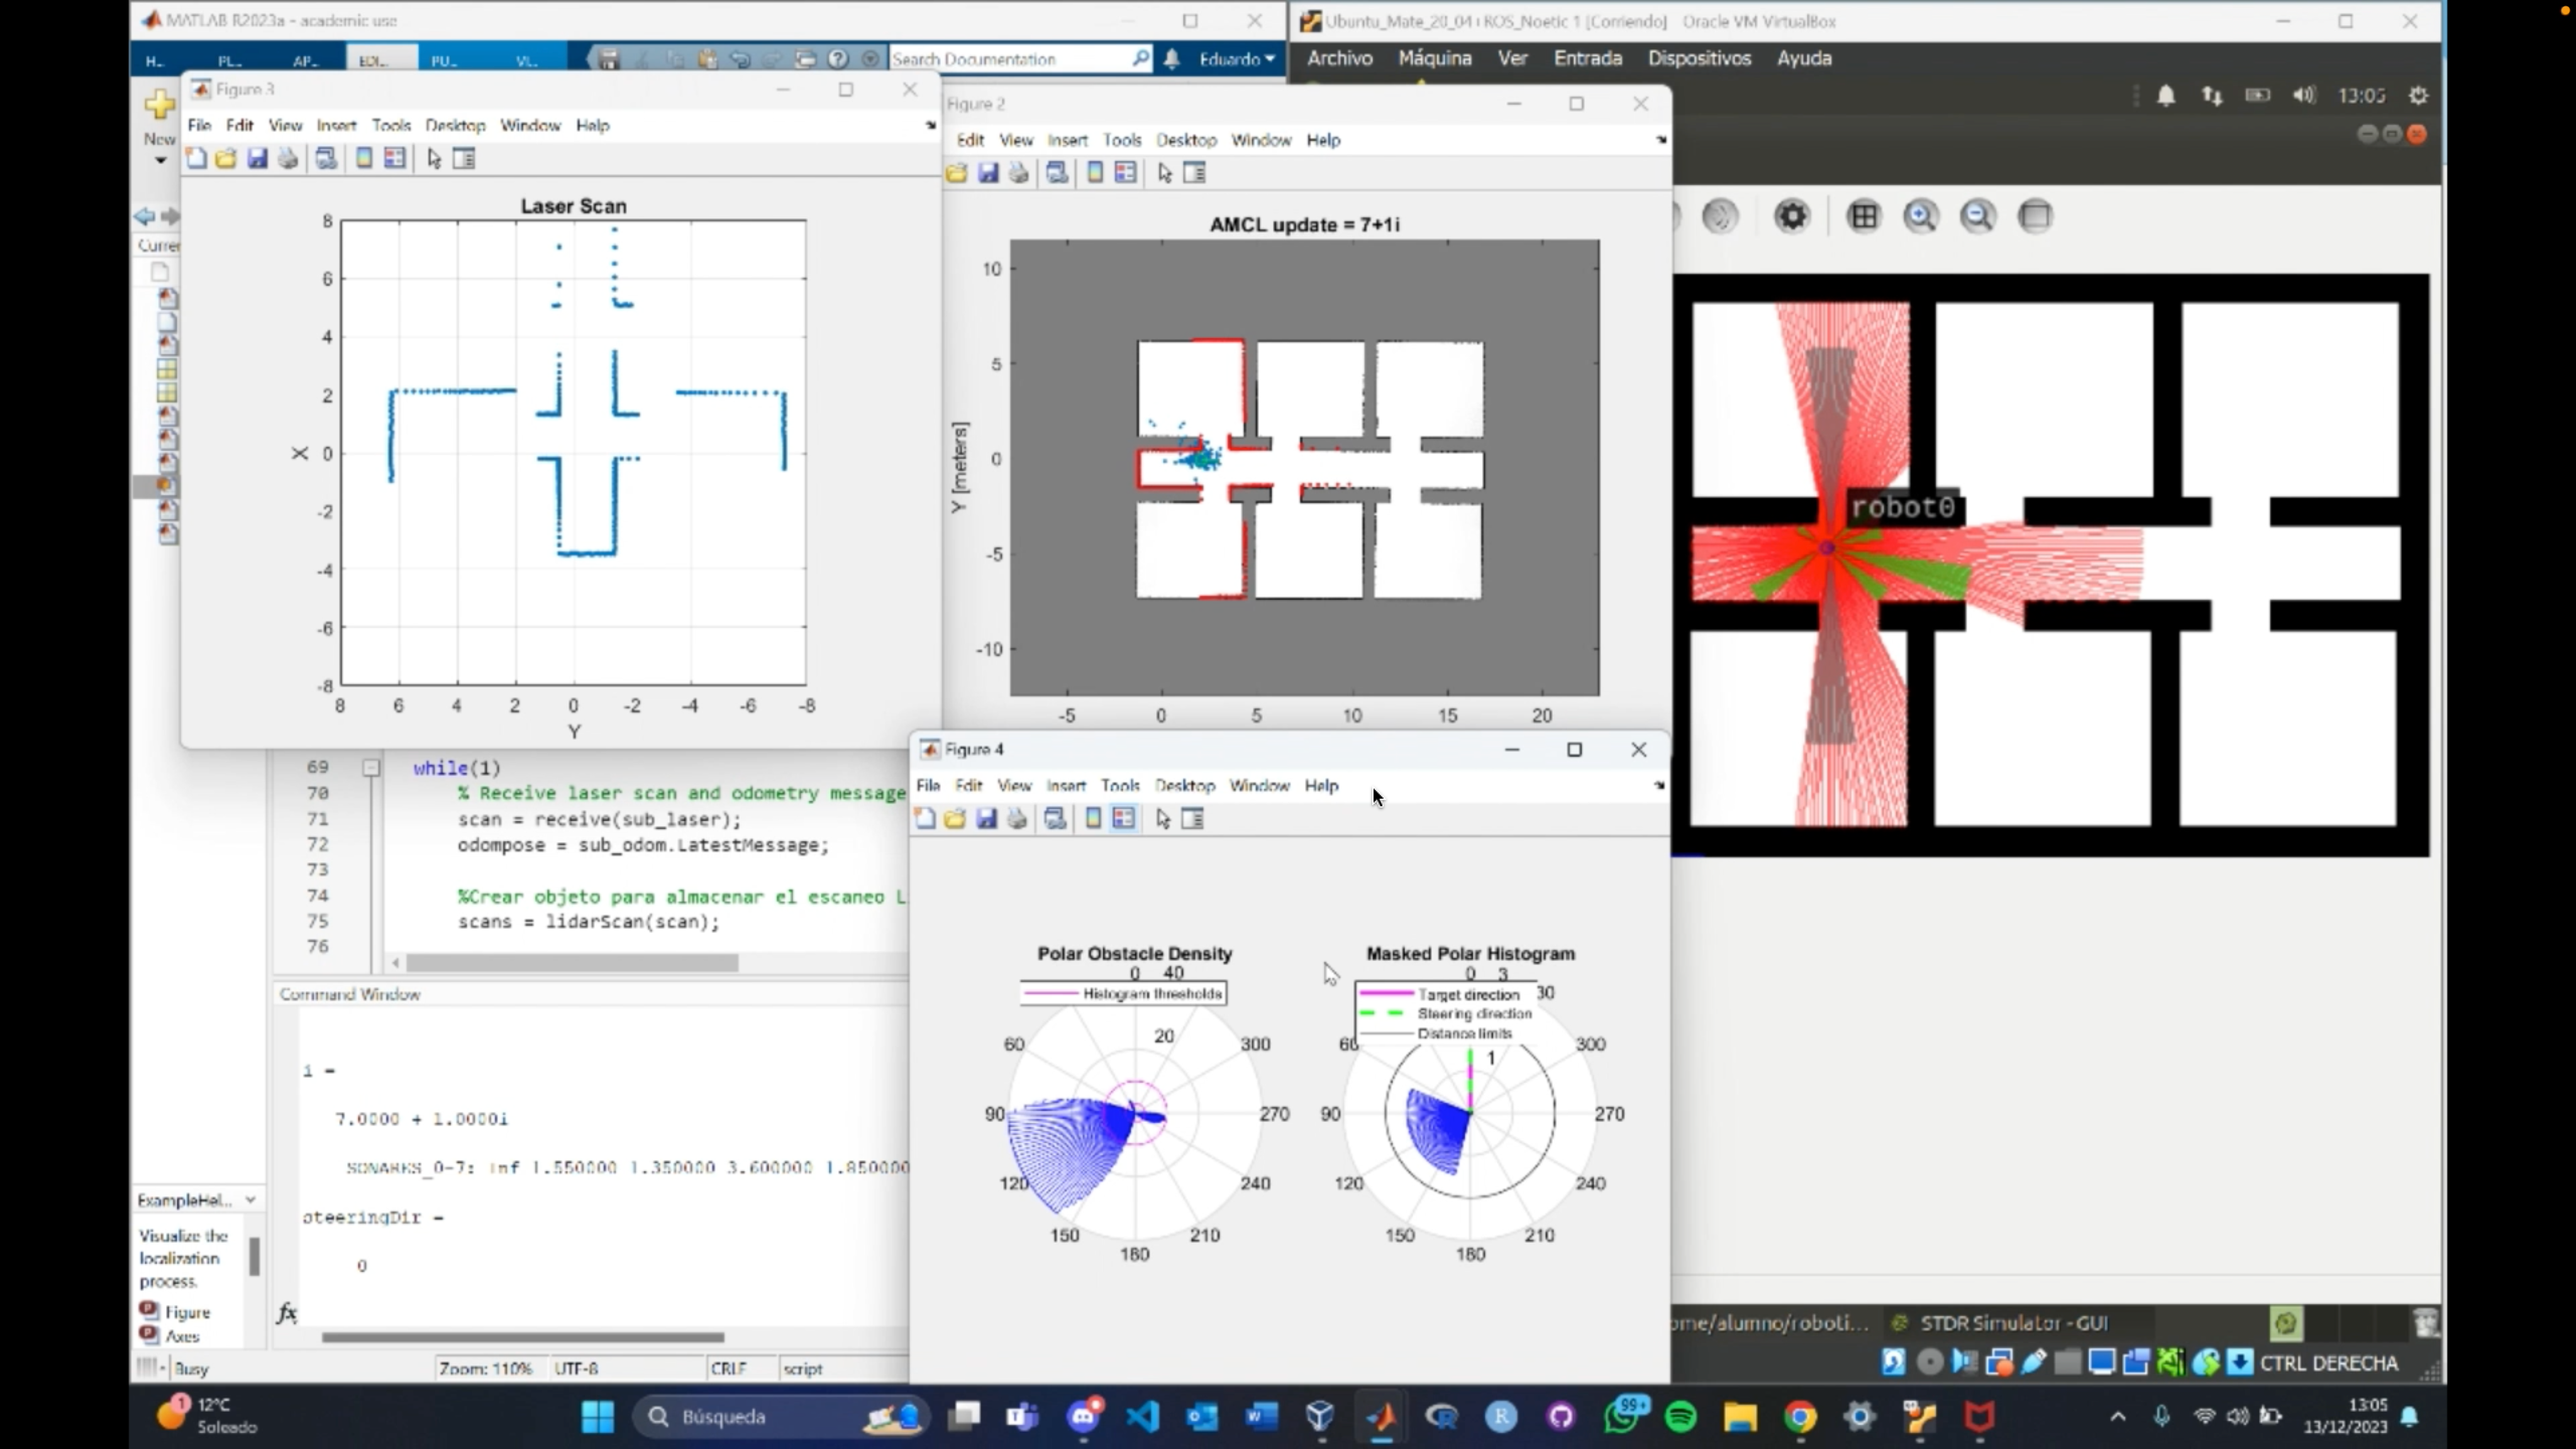 MATLAB R2023a - academic use
H... PL... AP... EDI... PU... VI...
Search Documentation
Eduardo
New
Curre
Figure 3
File Edit View Insert Tools Desktop Window Help
Laser Scan
8
6
4
2
0
-2
-4
-6
-8
X
8 6 4 2 0 -2 -4 -6 -8
Y
Figure 2
Edit View Insert Tools Desktop Window Help
AMCL update = 7+1i
10
5
0
-5
-10
Y [meters]
-5 0 5 10 15 20
Ubuntu_Mate_20_04+ROS_Noetic 1 [Corriendo] Oracle VM VirtualBox
Archivo Máquina Ver Entrada Dispositivos Ayuda
13:05
robot0
69 while(1)
70 % Receive laser scan and odometry message
71 scan = receive(sub_laser);
72 odompose = sub_odom.LatestMessage;
73
74 %Crear objeto para almacenar el escaneo L
75 scans = lidarScan(scan);
76
Command Window
i =
7.0000 + 1.0000i
SONARES_0-7: Inf 1.550000 1.350000 3.600000 1.850000
steeringDir =
0
fx
ExampleHel...
Visualize the
localization
process.
Figure
Axes
Busy
Zoom: 110% UTF-8 CRLF script
Figure 4
File Edit View Insert Tools Desktop Window Help
Polar Obstacle Density
0 40
Histogram thresholds
20
60 300
90 270
120 240
150 210
180
Masked Polar Histogram
0 3
Target direction
30
Steering direction
Distance limits
60 1 300
90 270
120 240
150 210
180
ome/alumno/roboti... STDR Simulator - GUI
CTRL DERECHA
1
12°C
Soleado
Búsqueda
99+
13:05
13/12/2023